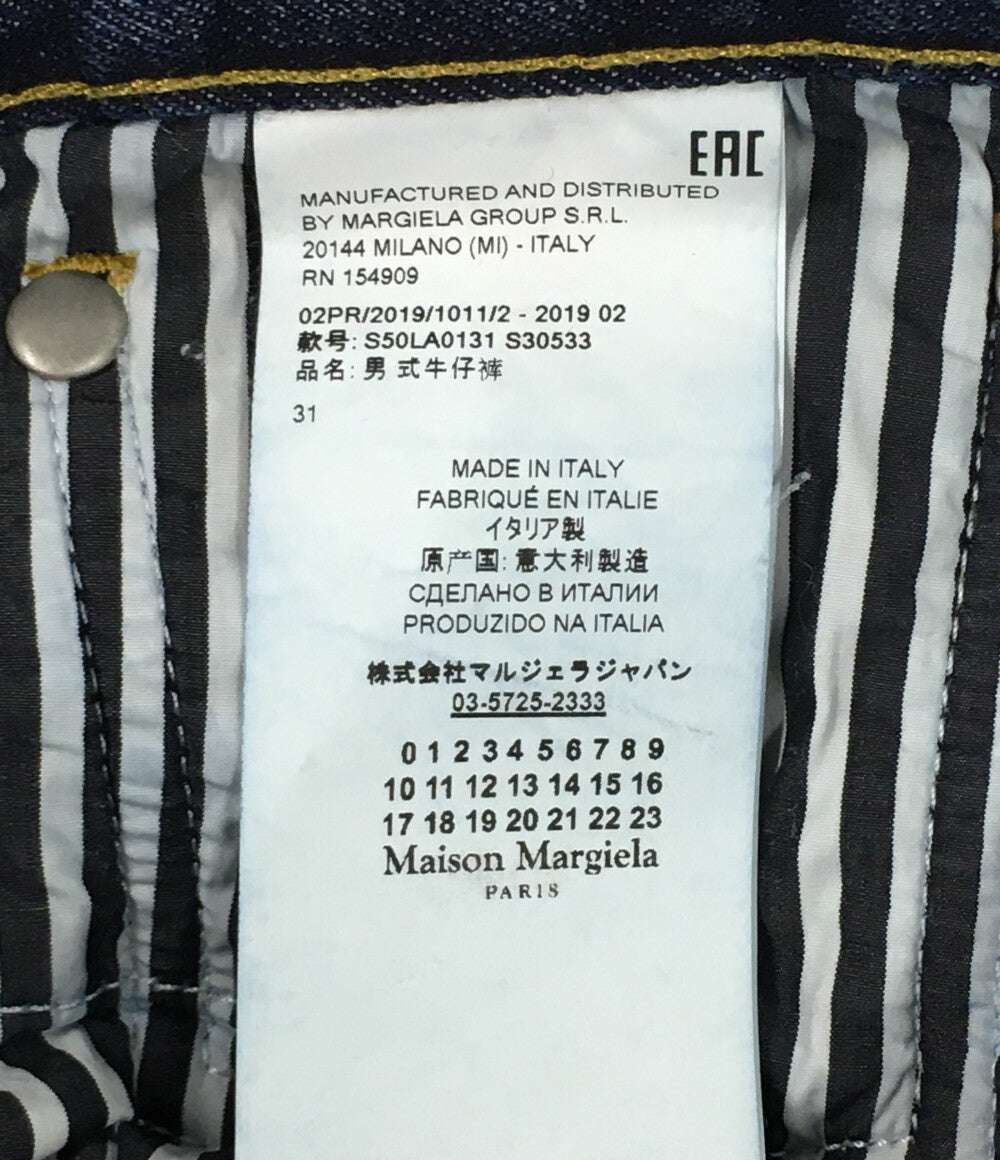 EAC
MANUFACTURED AND DISTRIBUTED
BY MARGIELA GROUP S.R.L.
20144 MILANO (MI) - ITALY
RN 154909
02PR/2019/1011/2 - 2019 02
款号: S50LA0131 S30533
品名: 男 式牛仔裤
31
MADE IN ITALY
FABRIQUÉ EN ITALIE
イタリア製
原产国: 意大利製造
СДЕЛАНО В ИТАЛИИ
PRODUZIDO NA ITALIA
株式会社マルジェラジャパン
03-5725-2333
0 1 2 3 4 5 6 7 8 9
10 11 12 13 14 15 16
17 18 19 20 21 22 23
Maison Margiela
PARIS